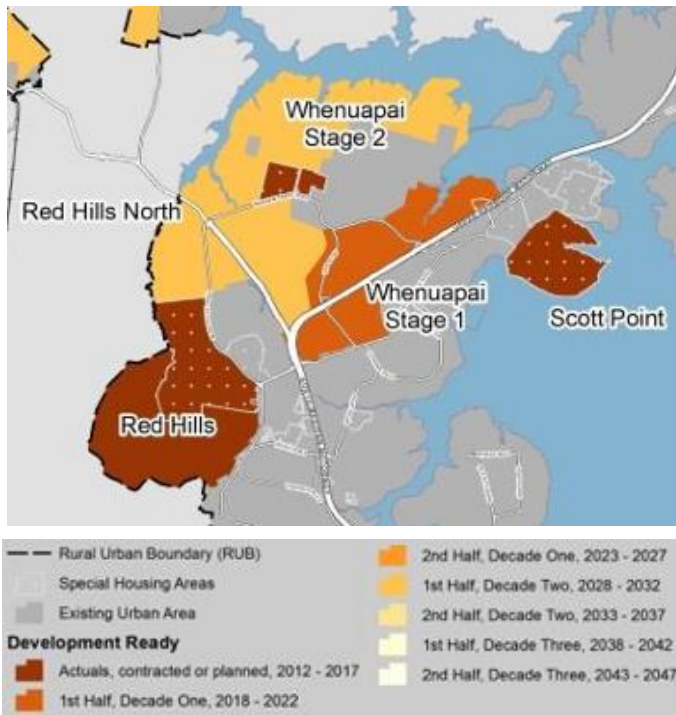 Whenuapai
Stage 2
Red Hills North
Whenuapai
Stage 1
Scott Point
Red Hills
Rural Urban Boundary (RUB)
Special Housing Areas
Existing Urban Area
Development Ready
Actuals, contracted or planned, 2012 - 2017
1st Half, Decade One, 2018 - 2022
2nd Half, Decade One, 2023 - 2027
1st Half, Decade Two, 2028 - 2032
2nd Half, Decade Two, 2033 - 2037
1st Half, Decade Three, 2038 - 2042
2nd Half, Decade Three, 2043 - 2047